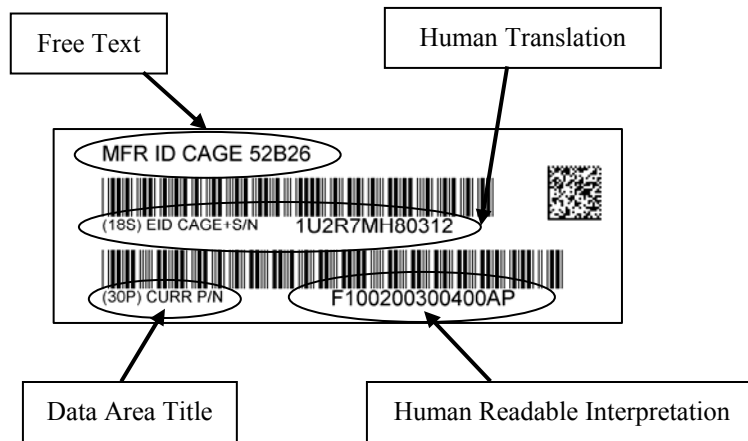 Free Text
Human Translation
MFR ID CAGE 52B26
(18S) EID CAGE+S/N 1U2R7MH80312
(30P) CURR P/N F100200300400AP
Data Area Title
Human Readable Interpretation